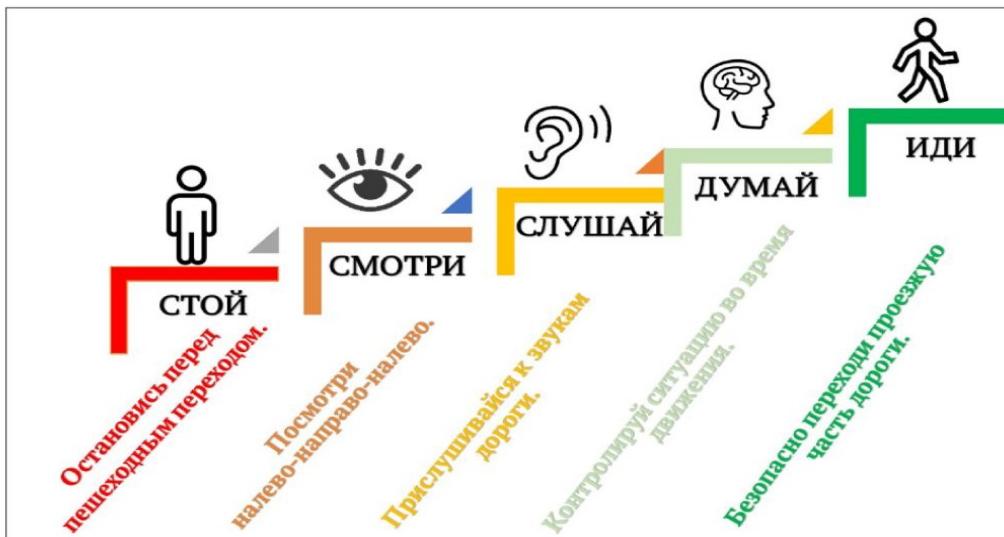 СТОЙ
Остановись перед
пешеходным переходом.
СМОТРИ
Посмотри
налево-направо-налево.
СЛУШАЙ
Прислушивайся к звукам
дороги.
ДУМАЙ
Контролируй ситуацию во время
движения.
ИДИ
Безопасно переходи проезжую
часть дороги.